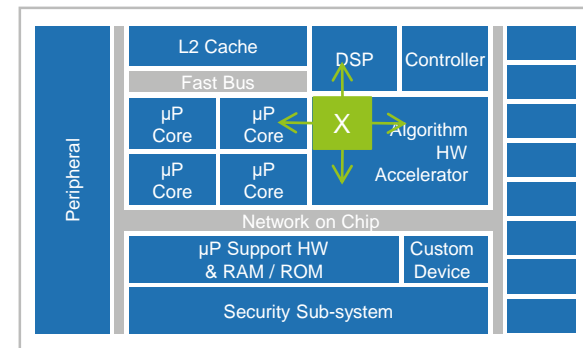 L2 Cache
DSP
Controller
Fast Bus
µP
Core
µP
Core
X
Algorithm
HW
Accelerator
µP
Core
µP
Core
Peripheral
Network on Chip
µP Support HW
& RAM / ROM
Custom
Device
Security Sub-system